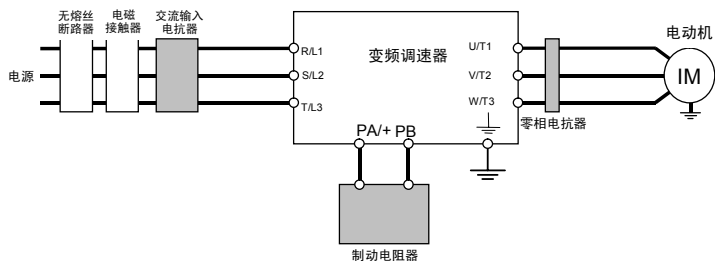 无熔丝
断路器
电磁
接触器
交流输入
电抗器
电源
R/L1
S/L2
T/L3
变频调速器
U/T1
V/T2
W/T3
PA/+ PB
零相电抗器
电动机
IM
制动电阻器